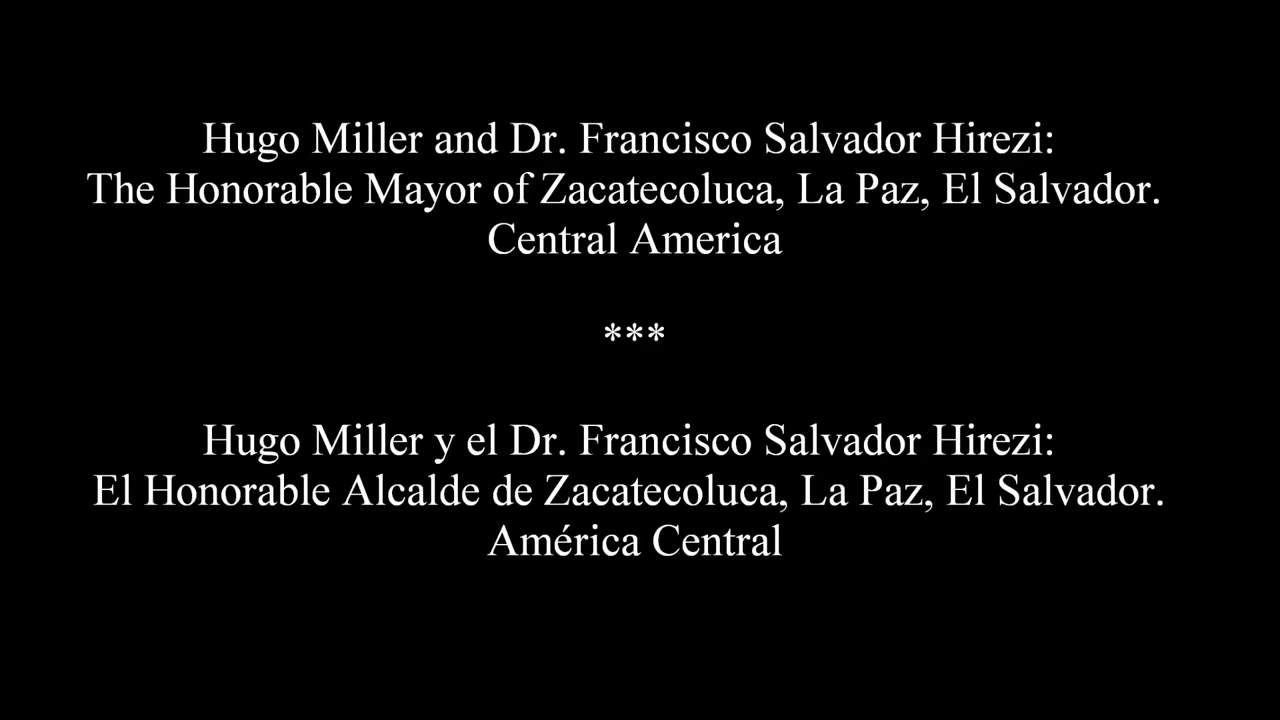 Hugo Miller and Dr. Francisco Salvador Hirezi:
The Honorable Mayor of Zacatecoluca, La Paz, El Salvador.
Central America
***
Hugo Miller y el Dr. Francisco Salvador Hirezi:
El Honorable Alcalde de Zacatecoluca, La Paz, El Salvador.
América Central